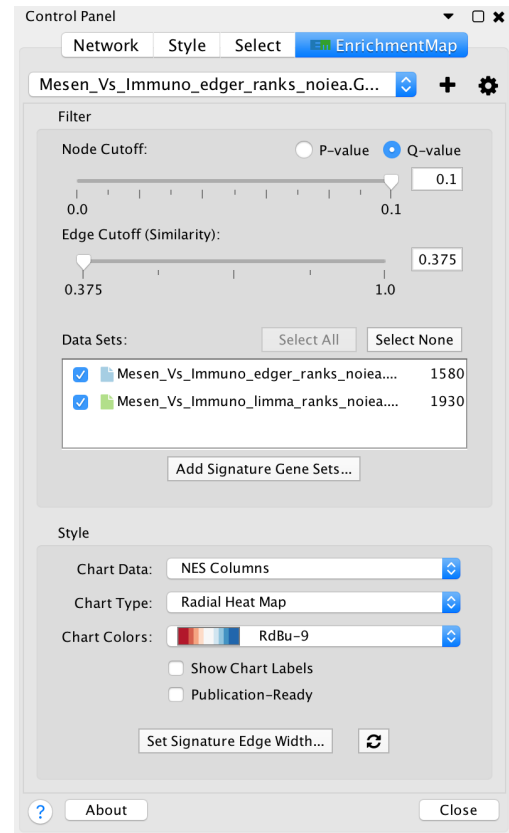 Control Panel
Network Style Select EnrichmentMap
Mesen_Vs_Immuno_edger_ranks_noiea.G...
Filter
Node Cutoff: P-value Q-value
0.1
0.0 0.1
Edge Cutoff (Similarity):
0.375
0.375 1.0
Data Sets: Select All Select None
Mesen_Vs_Immuno_edger_ranks_noiea.... 1580
Mesen_Vs_Immuno_limma_ranks_noiea.... 1930
Add Signature Gene Sets...
Style
Chart Data: NES Columns
Chart Type: Radial Heat Map
Chart Colors: RdBu-9
Show Chart Labels
Publication-Ready
Set Signature Edge Width...
? About Close